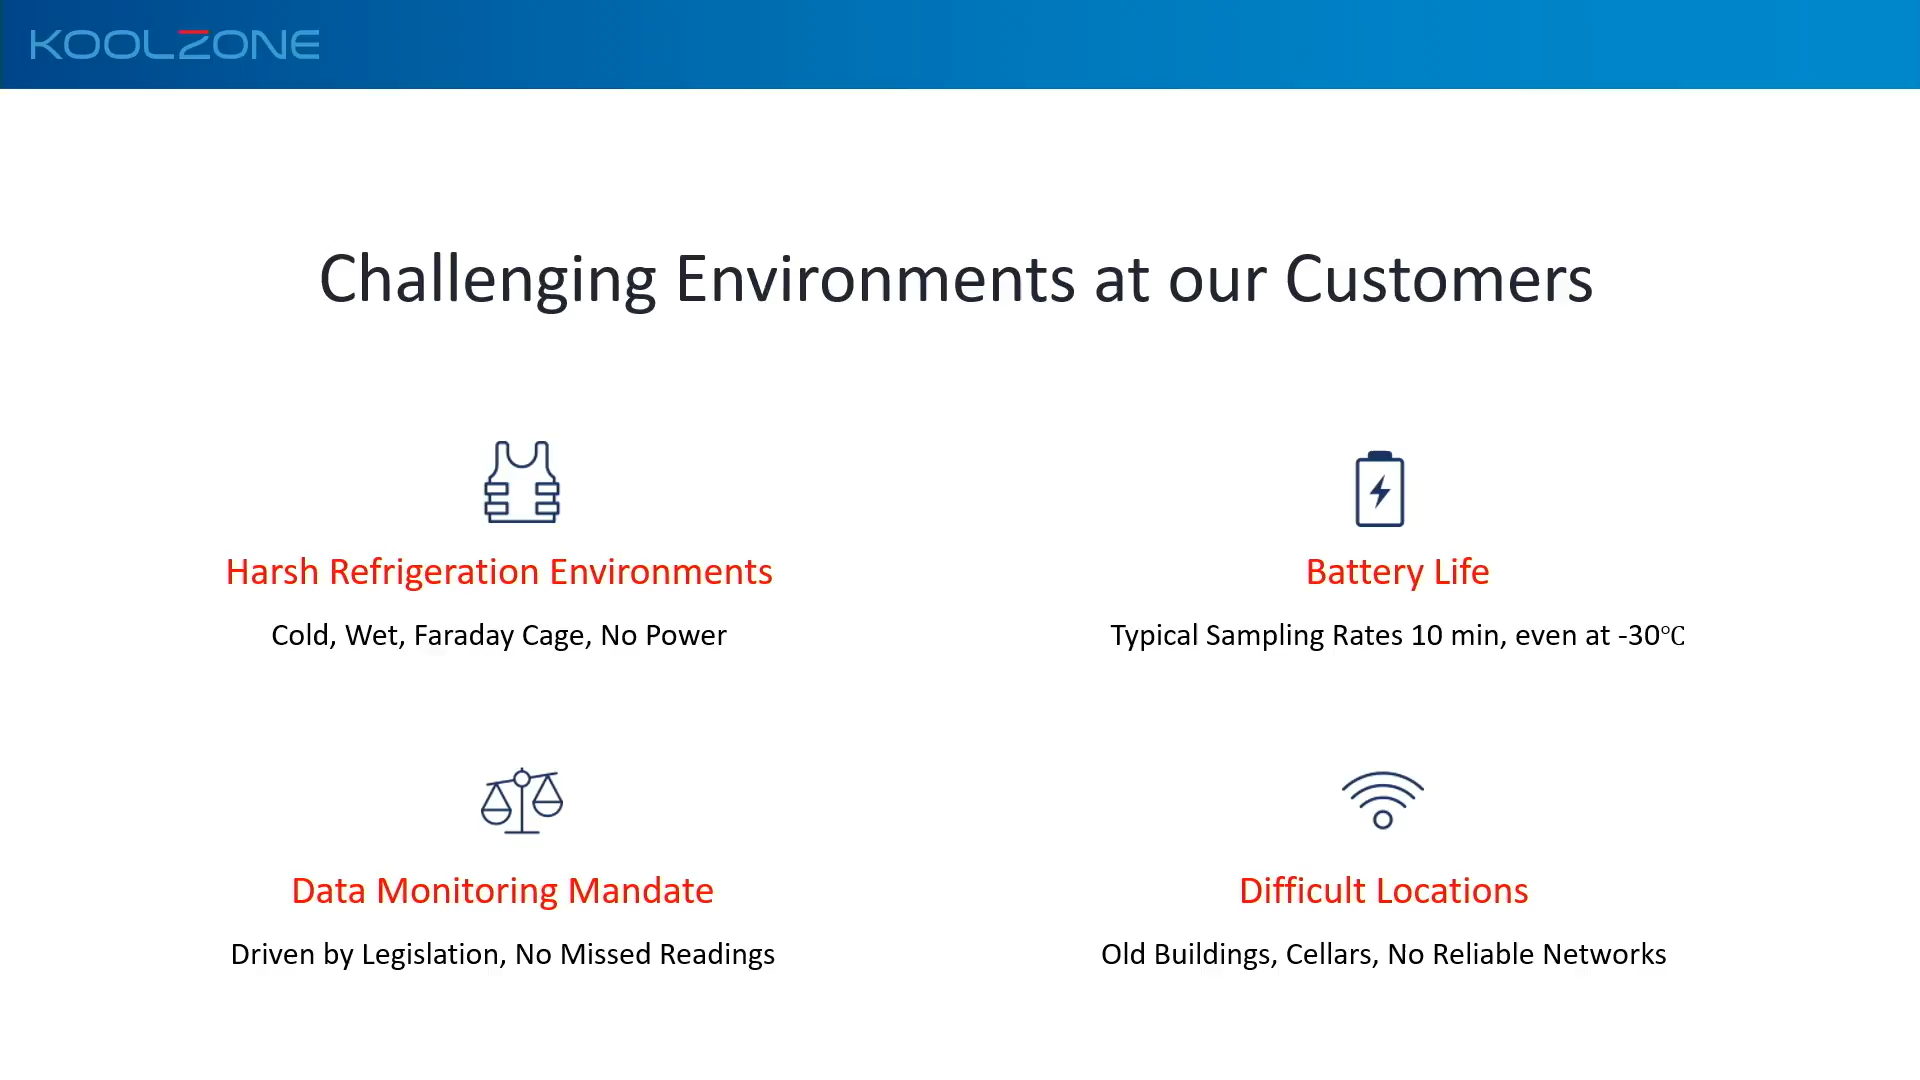 KOOLZONE
Challenging Environments at our Customers
Harsh Refrigeration Environments
Cold, Wet, Faraday Cage, No Power
Battery Life
Typical Sampling Rates 10 min, even at -30℃
Data Monitoring Mandate
Driven by Legislation, No Missed Readings
Difficult Locations
Old Buildings, Cellars, No Reliable Networks